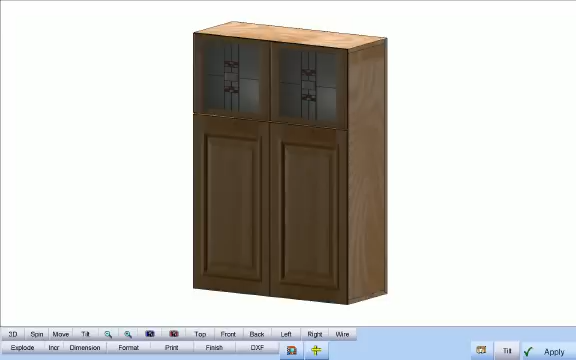 3D Spin Move Tilt Top Front Back Left Right Wire
Explode Incr Dimension Format Print Finish DXF Tilt Apply